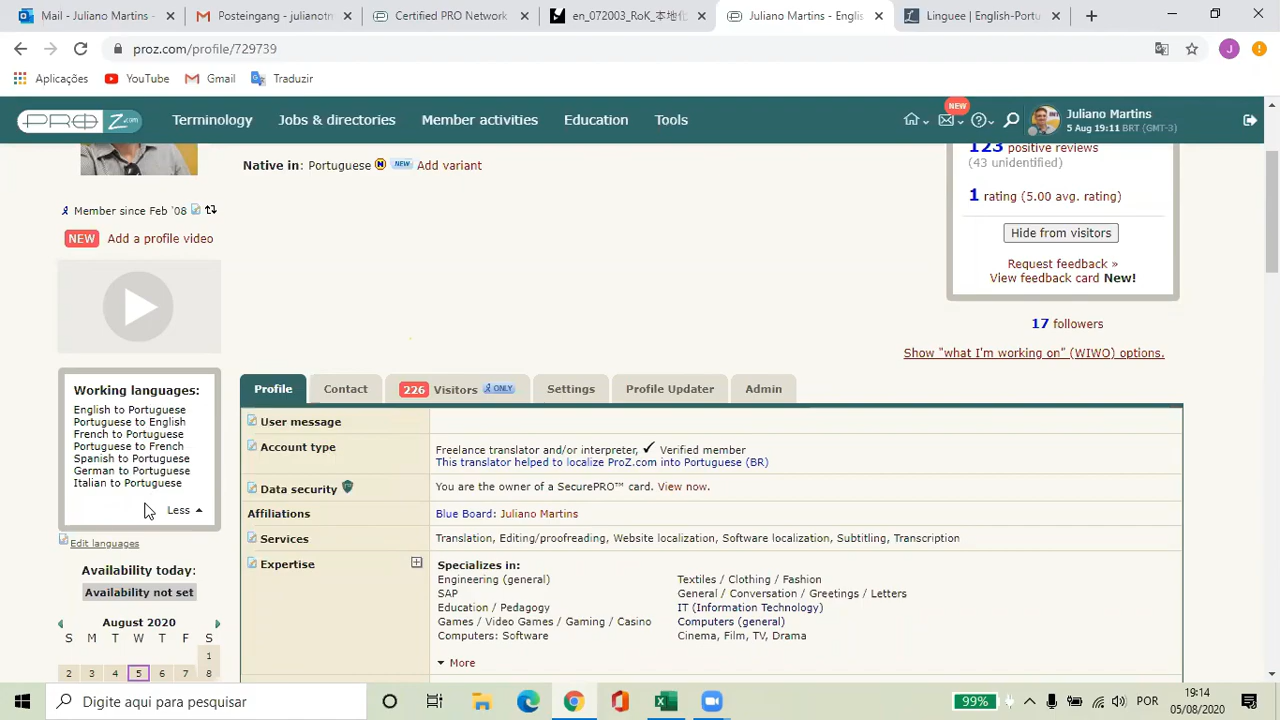 Mail - Juliano Martins
Posteingang - julianotr
Certified PRO Network
en_072003_RoK_本地化
Juliano Martins - Englis
Linguee | English-Portu
proz.com/profile/729739
J
Aplicações
YouTube
Gmail
Traduzir
PROZ.com
Terminology
Jobs & directories
Member activities
Education
Tools
NEW
Juliano Martins
5 Aug 19:11 BRT (GMT-3)
Native in: Portuguese N NEW Add variant
123 positive reviews
(43 unidentified)
1 rating (5.00 avg. rating)
Hide from visitors
Request feedback »
View feedback card New!
17 followers
Show "what I'm working on" (WIWO) options.
Member since Feb '08
NEW Add a profile video
Working languages:
English to Portuguese
Portuguese to English
French to Portuguese
Portuguese to French
Spanish to Portuguese
German to Portuguese
Italian to Portuguese
Less
Edit languages
Availability today:
Availability not set
August 2020
S M T W T F S
1
2 3 4 5 6 7 8
Profile
Contact
226 Visitors ONLY
Settings
Profile Updater
Admin
User message
Account type
Freelance translator and/or interpreter, Verified member
This translator helped to localize ProZ.com into Portuguese (BR)
Data security
You are the owner of a SecurePRO™ card. View now.
Affiliations
Blue Board: Juliano Martins
Services
Translation, Editing/proofreading, Website localization, Software localization, Subtitling, Transcription
Expertise
Specializes in:
Engineering (general)
Textiles / Clothing / Fashion
SAP
General / Conversation / Greetings / Letters
Education / Pedagogy
IT (Information Technology)
Games / Video Games / Gaming / Casino
Computers (general)
Computers: Software
Cinema, Film, TV, Drama
More
Digite aqui para pesquisar
99%
POR
19:14
05/08/2020